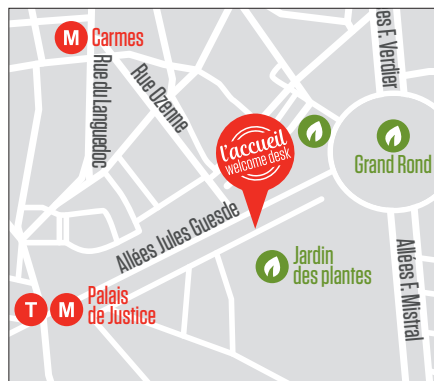 M Carmes
Rue du Languedoc
Rue Ozenne
es F. Verdier
l'accueil
welcome desk
Grand Rond
Allées Jules Guesde
Jardin
des plantes
Allées F. Mistral
T M Palais
de Justice